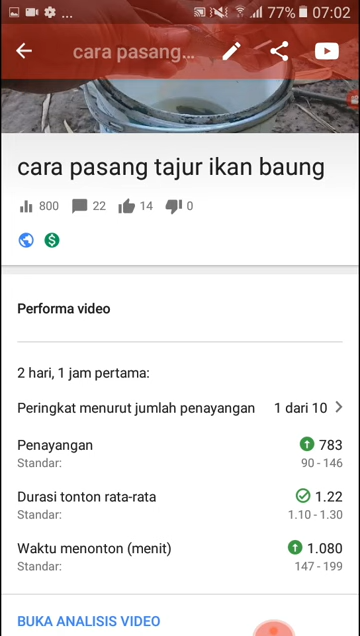 ... 77% 07:02
cara pasang...
cara pasang tajur ikan baung
800 22 14 0
Performa video
2 hari, 1 jam pertama:
Peringkat menurut jumlah penayangan 1 dari 10
Penayangan 783
Standar: 90 - 146
Durasi tonton rata-rata 1.22
Standar: 1.10 - 1.30
Waktu menonton (menit) 1.080
Standar: 147 - 199
BUKA ANALISIS VIDEO